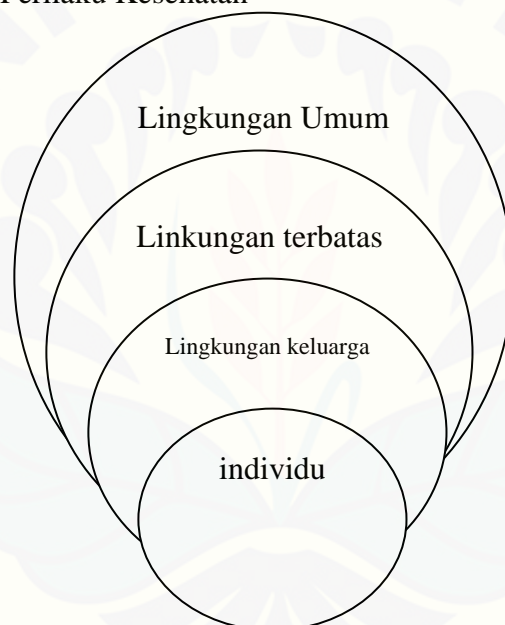 Perilaku Kesehatan
Lingkungan Umum
Linkungan terbatas
Lingkungan keluarga
individu